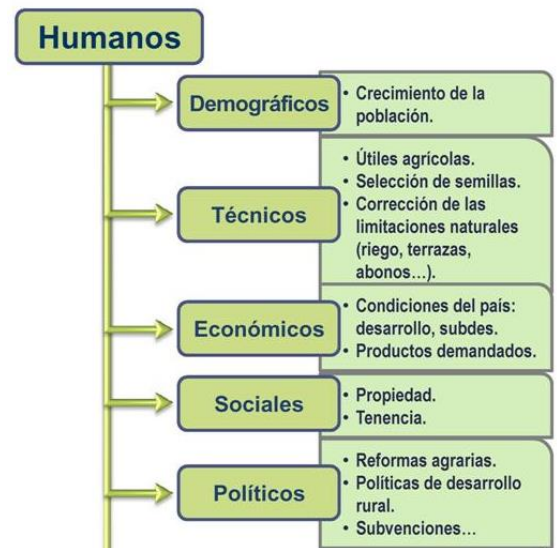 Humanos
Demográficos
• Crecimiento de la
población.
Técnicos
• Útiles agrícolas.
• Selección de semillas.
• Corrección de las
limitaciones naturales
(riego, terrazas,
abonos…).
Económicos
• Condiciones del país:
desarrollo, subdes.
• Productos demandados.
Sociales
• Propiedad.
• Tenencia.
Políticos
• Reformas agrarias.
• Políticas de desarrollo
rural.
• Subvenciones…